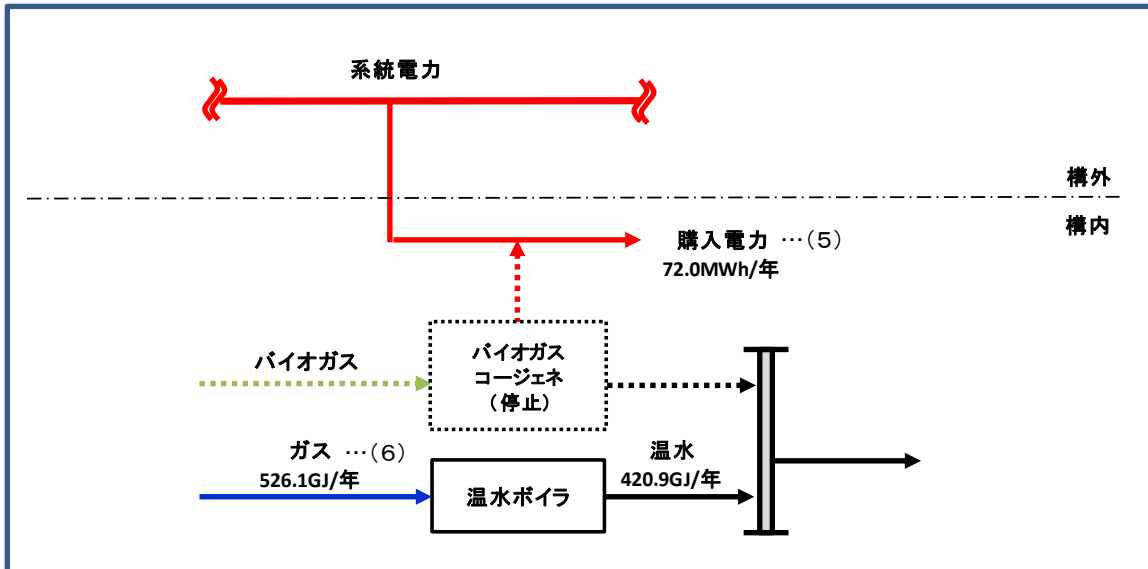 系統電力
構外
構内
購入電力 …(5)
72.0MWh/年
バイオガス
バイオガス
コージェネ
(停止)
ガス …(6)
526.1GJ/年
温水ボイラ
温水
420.9GJ/年